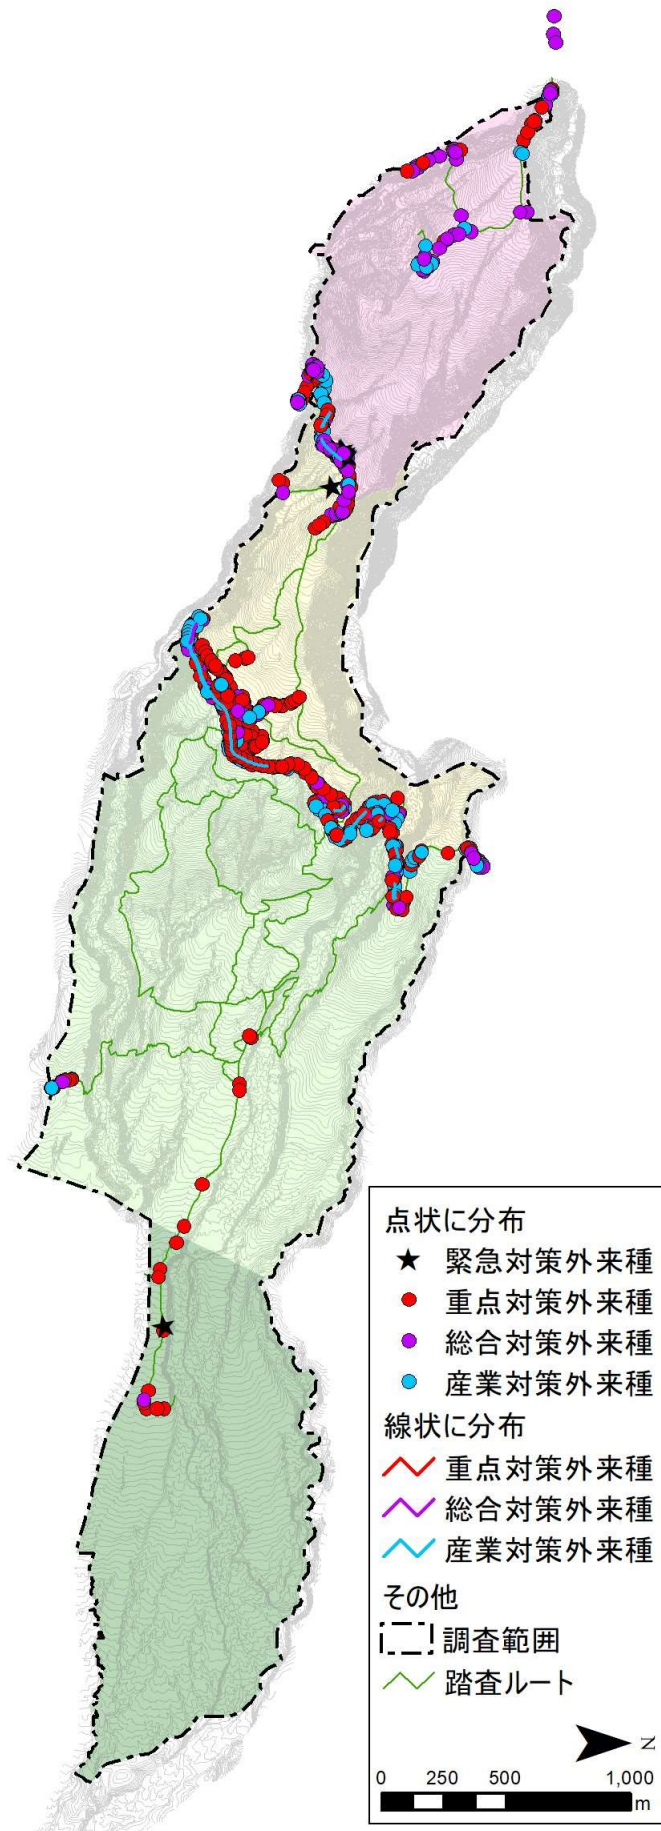 点状に分布
緊急対策外来種
重点対策外来種
総合対策外来種
産業対策外来種
線状に分布
重点対策外来種
総合対策外来種
産業対策外来種
その他
調査範囲
踏査ルート
N
0 250 500 1,000
m